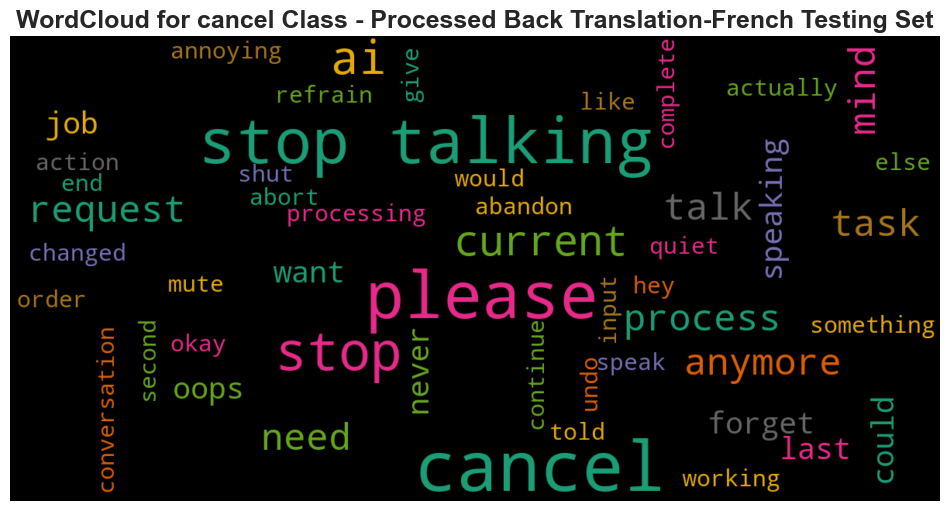 WordCloud for cancel Class - Processed Back Translation-French Testing Set
annoying
ai
give
complete
mind
refrain
like
actually
job
stop talking
action
shut
would
speaking
else
end
abort
abandon
talk
request
processing
current
quiet
task
changed
want
please
order
mute
input
hey
process
something
conversation
second
okay
stop
never
continue
undo
speak
anymore
oops
need
told
forget
last
could
cancel
working